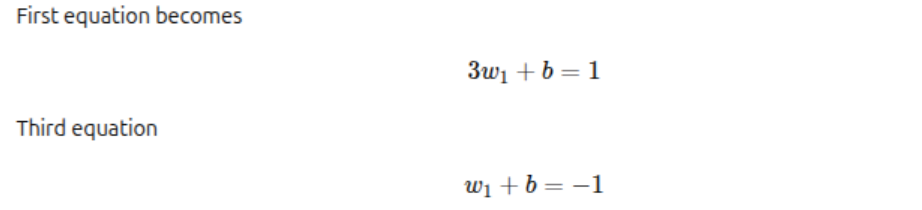 First equation becomes
3w₁ + b = 1
Third equation
w₁ + b = −1